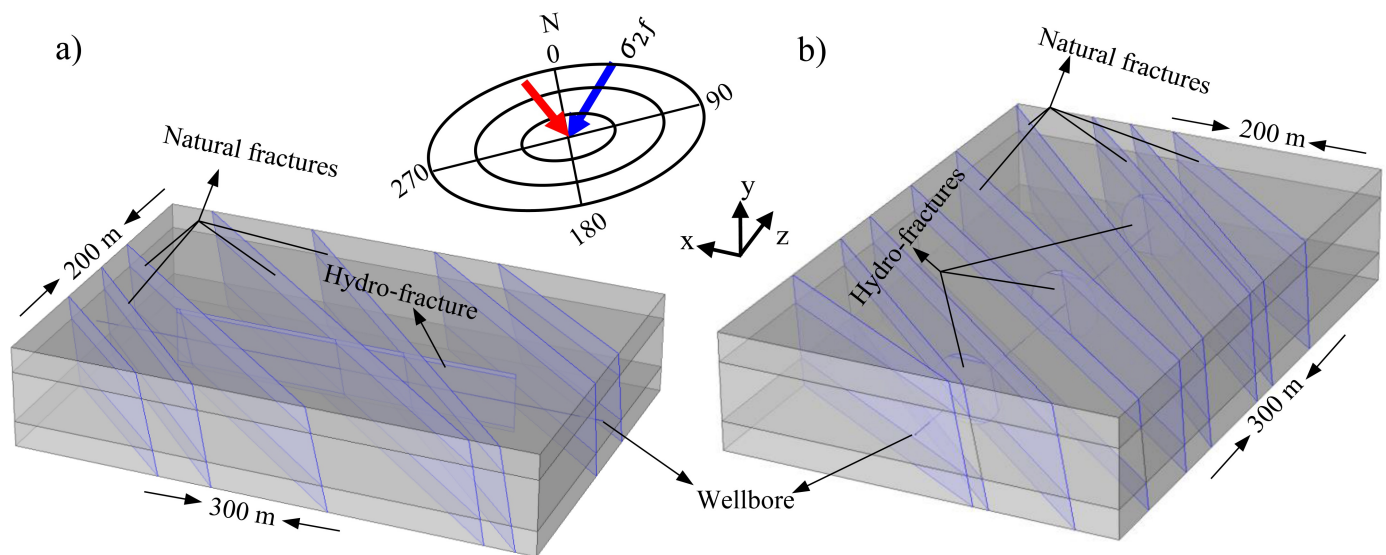 a)
N
0
σ2f
90
270
180
Natural fractures
200 m
Hydro-fracture
300 m
y
x
z
Wellbore
b)
Natural fractures
200 m
Hydro-fractures
300 m